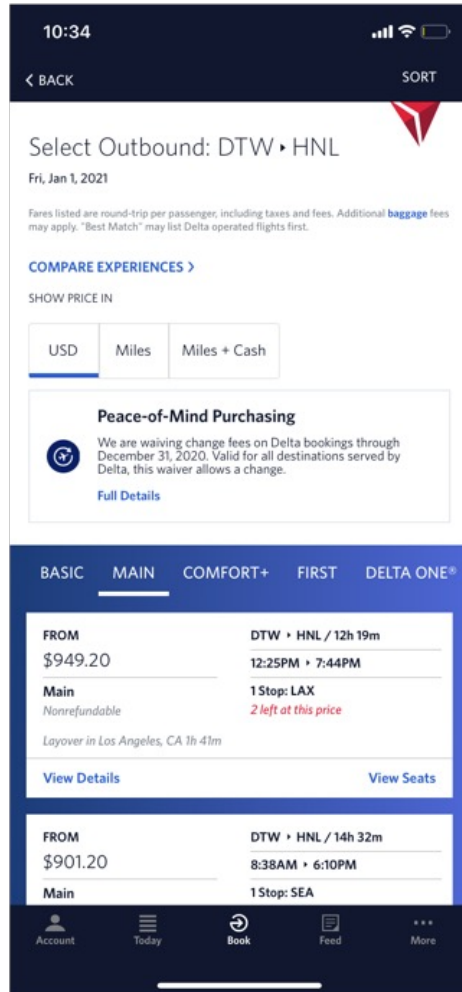 10:34
< BACK
SORT
Select Outbound: DTW ▸ HNL
Fri, Jan 1, 2021
Fares listed are round-trip per passenger, including taxes and fees. Additional baggage fees
may apply. "Best Match" may list Delta operated flights first.
COMPARE EXPERIENCES >
SHOW PRICE IN
USD Miles Miles + Cash
Peace-of-Mind Purchasing
We are waiving change fees on Delta bookings through
December 31, 2020. Valid for all destinations served by
Delta, this waiver allows a change.
Full Details
BASIC MAIN COMFORT+ FIRST DELTA ONE®
FROM
$949.20
Main
Nonrefundable
Layover in Los Angeles, CA 1h 41m
DTW ▸ HNL / 12h 19m
12:25PM ▸ 7:44PM
1 Stop: LAX
2 left at this price
View Details
View Seats
FROM
$901.20
Main
DTW ▸ HNL / 14h 32m
8:38AM ▸ 6:10PM
1 Stop: SEA
Account Today Book Feed More